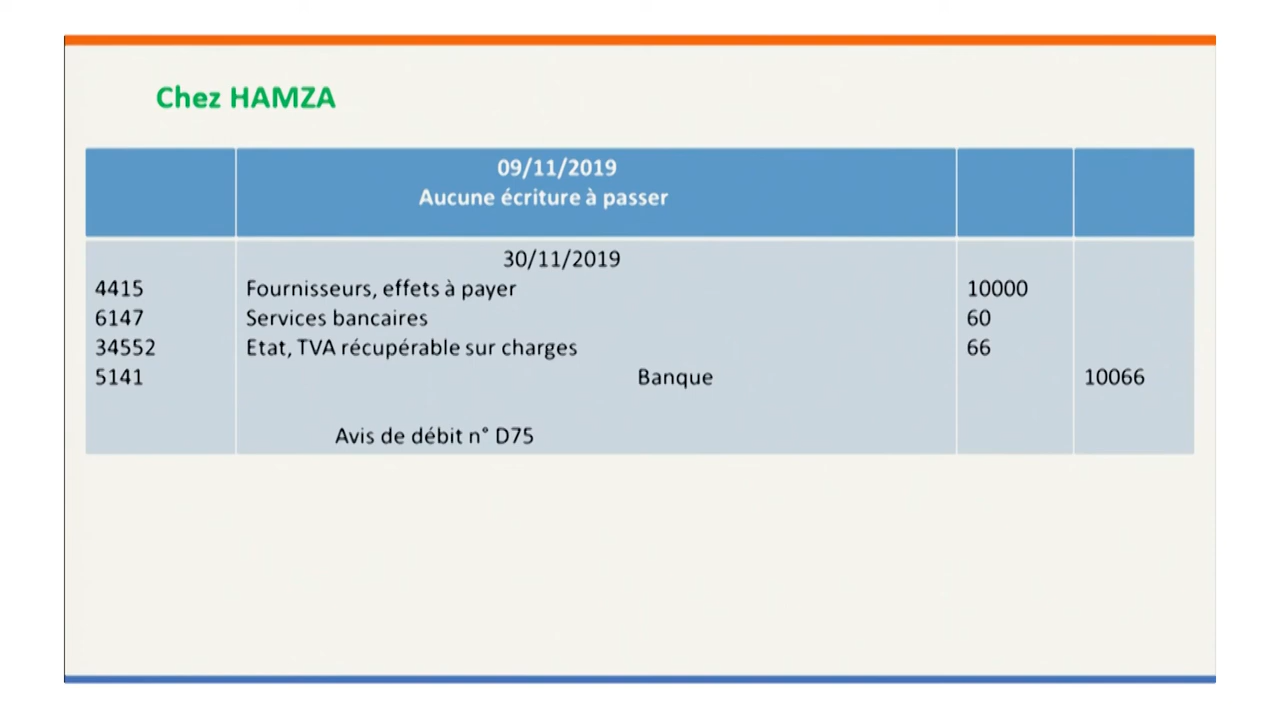 Chez HAMZA
09/11/2019
Aucune écriture à passer
30/11/2019
4415 Fournisseurs, effets à payer 10000
6147 Services bancaires 60
34552 Etat, TVA récupérable sur charges 66
5141 Banque 10066
Avis de débit n° D75